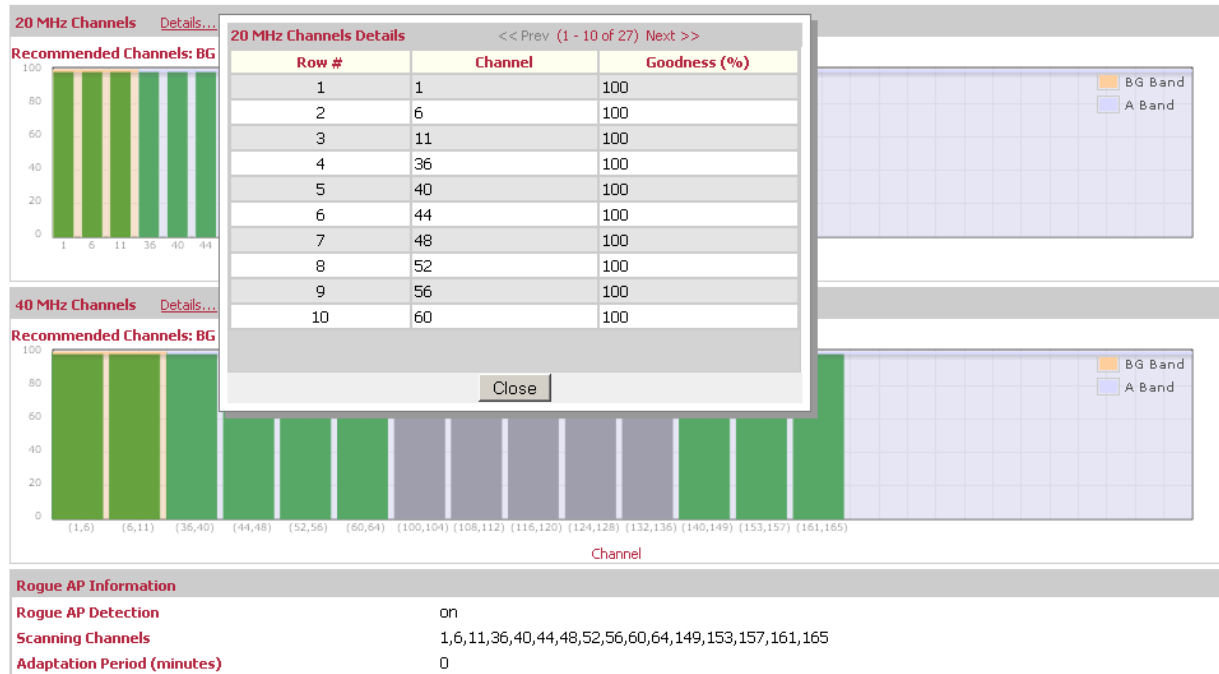 20 MHz Channels Details...
Recommended Channels: BG
100
80
60
40
20
0
1 6 11 36 40 44
BG Band
A Band
20 MHz Channels Details << Prev (1 - 10 of 27) Next >>
Row # Channel Goodness (%)
1 1 100
2 6 100
3 11 100
4 36 100
5 40 100
6 44 100
7 48 100
8 52 100
9 56 100
10 60 100
Close
40 MHz Channels Details...
Recommended Channels: BG
100
80
60
40
20
0
BG Band
A Band
(1,6) (6,11) (36,40) (44,48) (52,56) (60,64) (100,104) (108,112) (116,120) (124,128) (132,136) (140,149) (153,157) (161,165)
Channel
Rogue AP Information
Rogue AP Detection on
Scanning Channels 1,6,11,36,40,44,48,52,56,60,64,149,153,157,161,165
Adaptation Period (minutes) 0